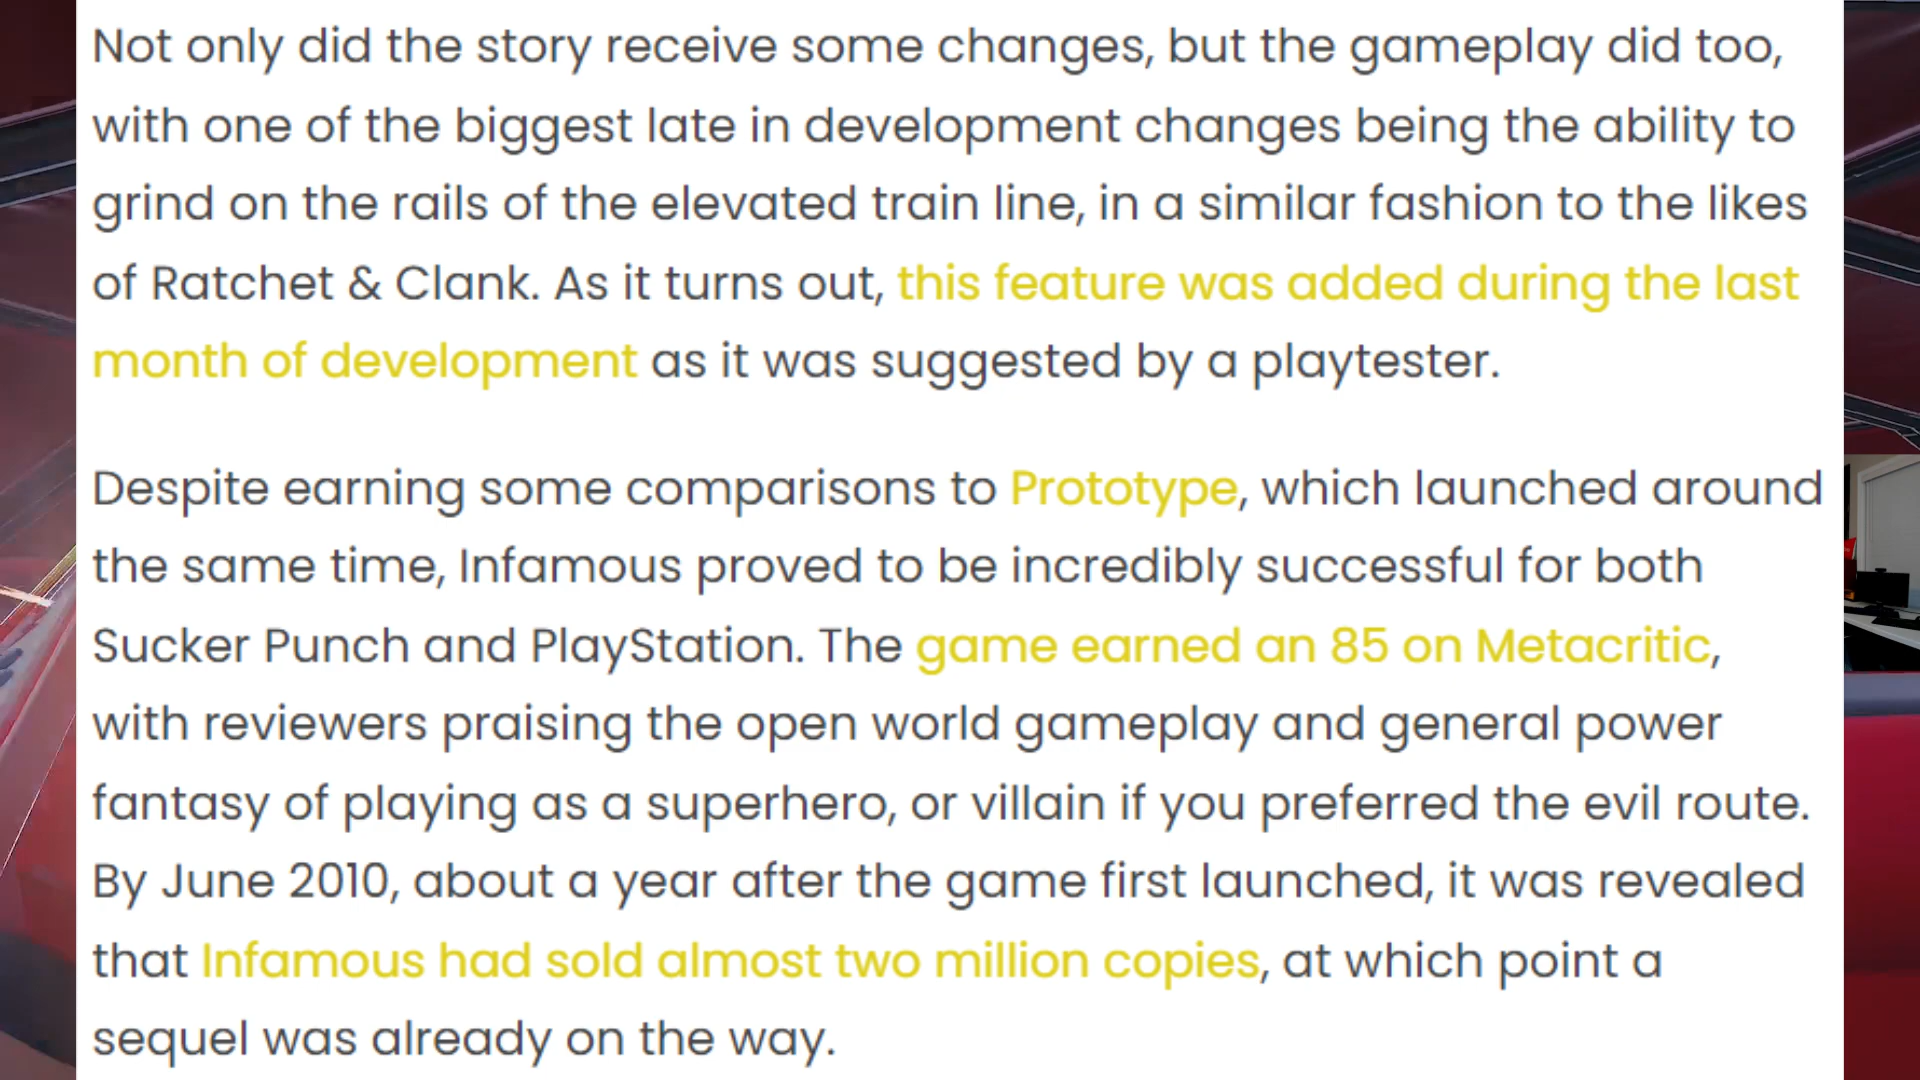 Not only did the story receive some changes, but the gameplay did too,
with one of the biggest late in development changes being the ability to
grind on the rails of the elevated train line, in a similar fashion to the likes
of Ratchet & Clank. As it turns out, this feature was added during the last
month of development as it was suggested by a playtester.
Despite earning some comparisons to Prototype, which launched around
the same time, Infamous proved to be incredibly successful for both
Sucker Punch and PlayStation. The game earned an 85 on Metacritic,
with reviewers praising the open world gameplay and general power
fantasy of playing as a superhero, or villain if you preferred the evil route.
By June 2010, about a year after the game first launched, it was revealed
that Infamous had sold almost two million copies, at which point a
sequel was already on the way.